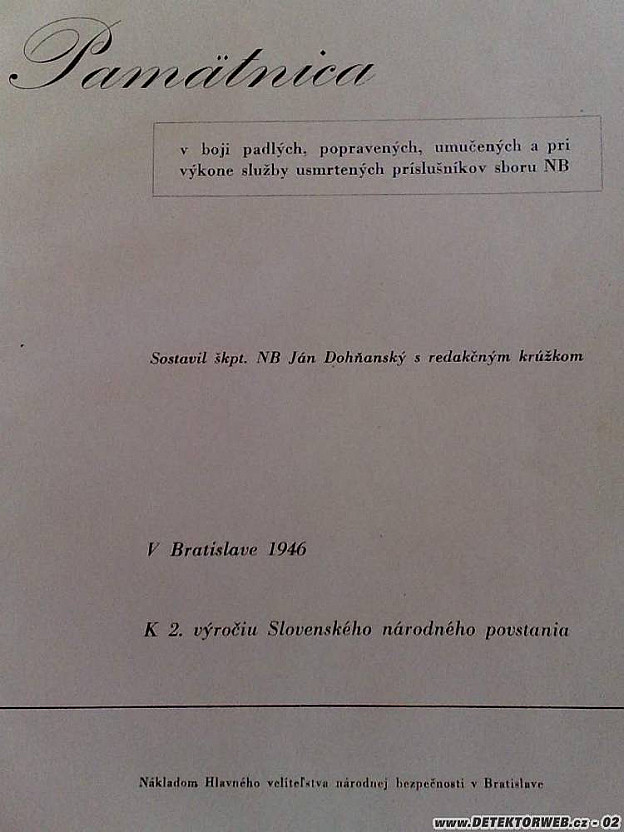 Pamätnica
v boji padlých, popravených, umučených a pri
výkone služby usmrtených príslušníkov sboru NB
Sostavil škpt. NB Ján Dohňanský s redakčným krúžkom
V Bratislave 1946
K 2. výročiu Slovenského národného povstania
Nákladom Hlavného veliteľstva národnej bezpečnosti v Bratislave
www.DETEKTORWEB.cz - 02